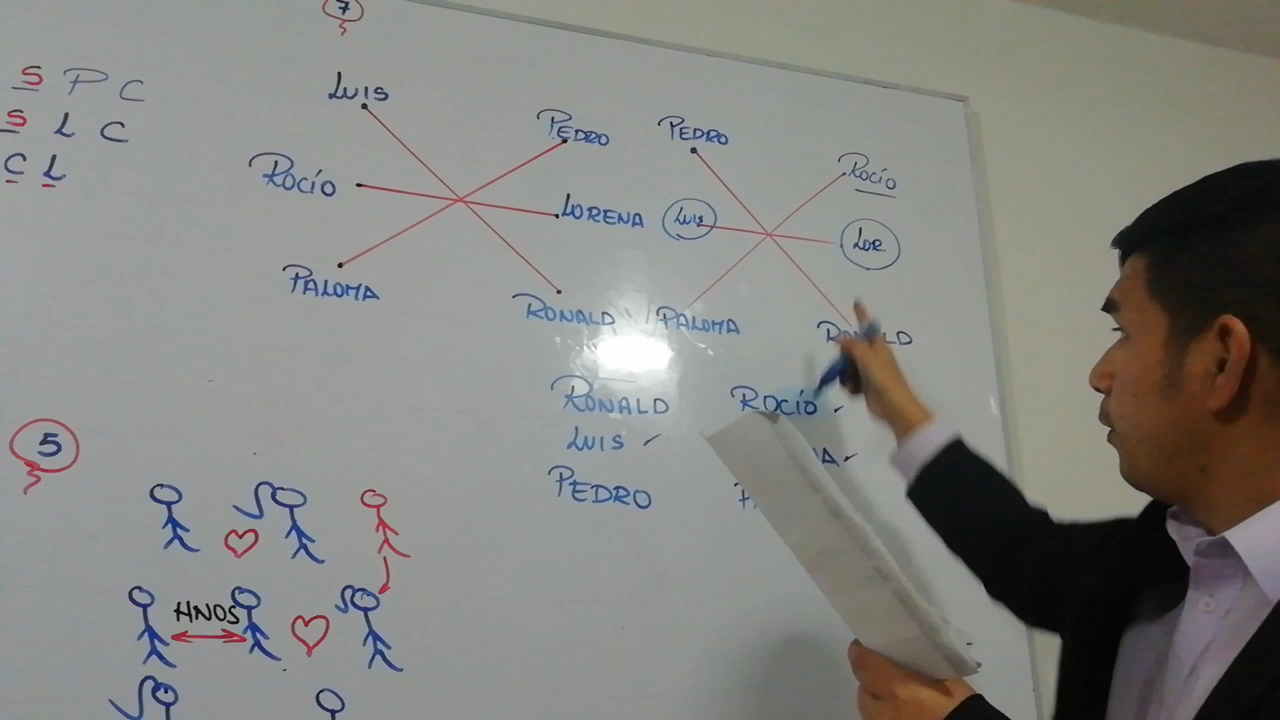 7
S P C
S L C
C L
LUIS
PEDRO
ROCÍO
LORENA
PALOMA
RONALD
PEDRO
ROCÍO
LUIS
LOR
PALOMA
RONALD
RONALD
ROCÍO
LUIS
PEDRO
5
HNOS